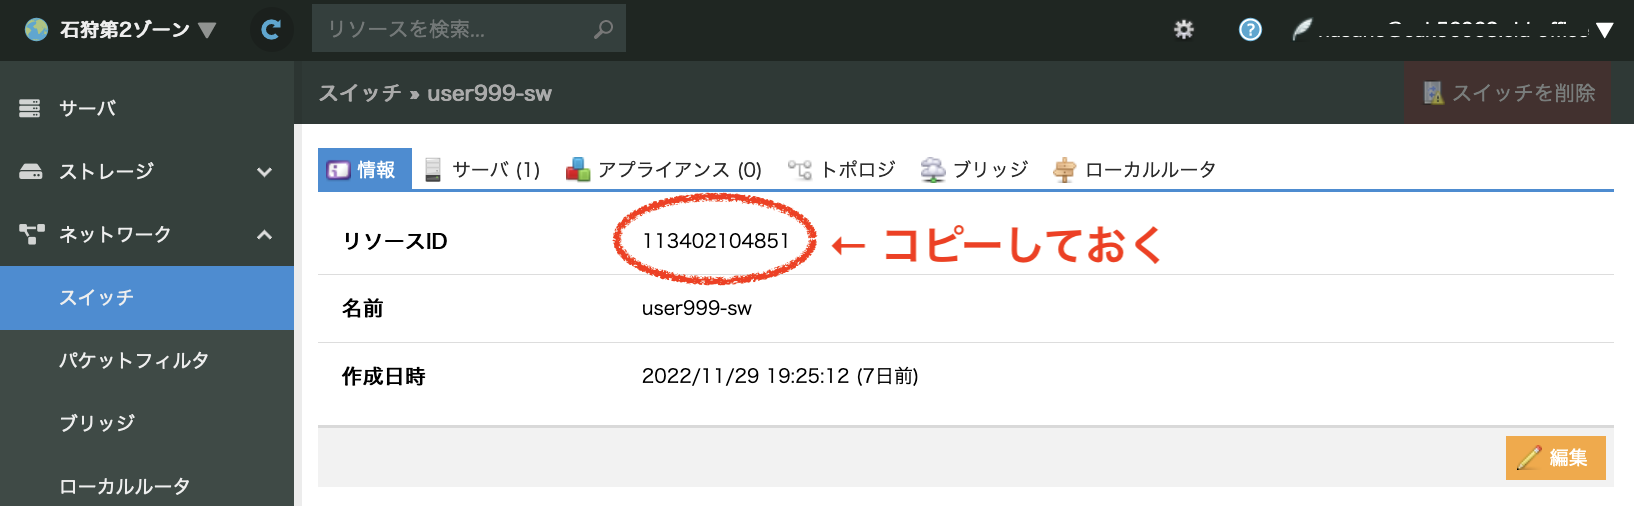 石狩第2ゾーン ▼
リソースを検索...
サーバ
ストレージ
ネットワーク
スイッチ
パケットフィルタ
ブリッジ
ローカルルータ
スイッチ » user999-sw
スイッチを削除
情報
サーバ (1)
アプライアンス (0)
トポロジ
ブリッジ
ローカルルータ
リソースID 113402104851 ← コピーしておく
名前 user999-sw
作成日時 2022/11/29 19:25:12 (7日前)
編集